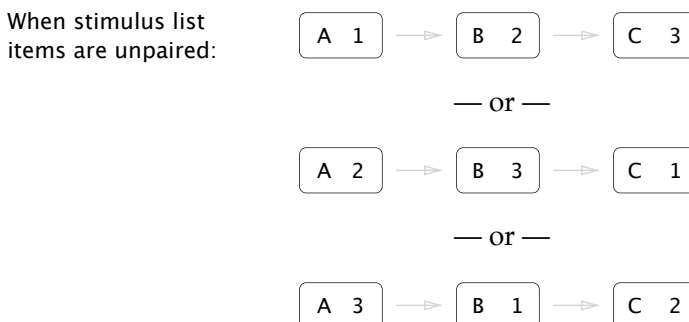 When stimulus list
items are unpaired:
A 1 B 2 C 3
— or —
A 2 B 3 C 1
— or —
A 3 B 1 C 2